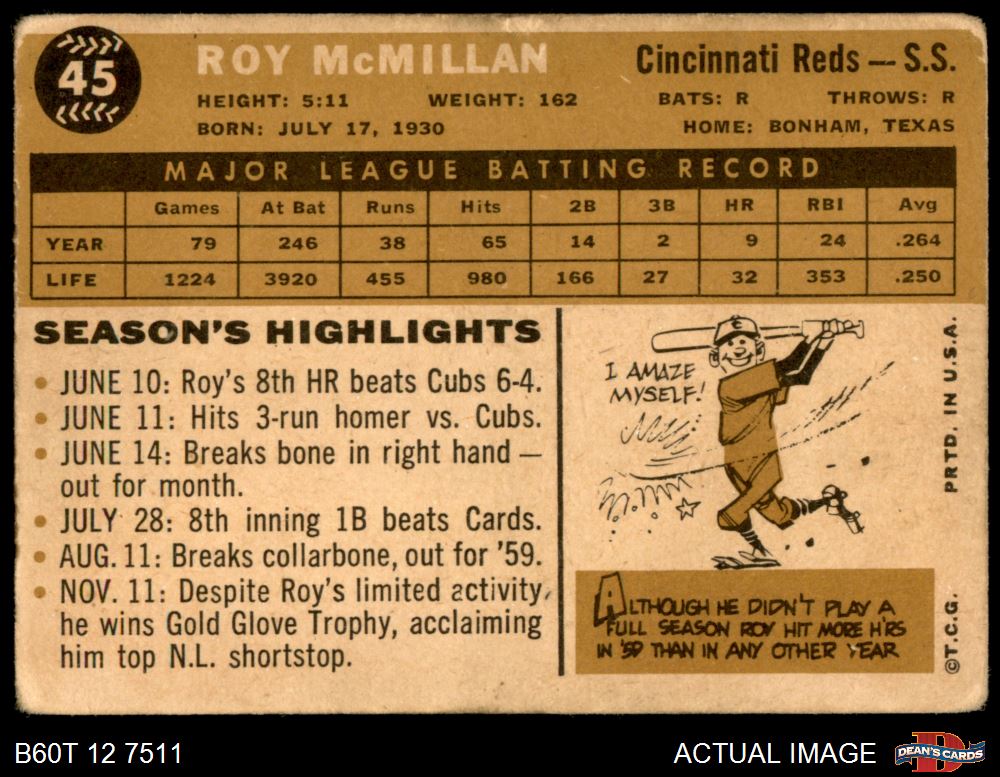 45
ROY McMILLAN
Cincinnati Reds — S.S.
HEIGHT: 5:11 WEIGHT: 162 BATS: R THROWS: R
BORN: JULY 17, 1930 HOME: BONHAM, TEXAS
MAJOR LEAGUE BATTING RECORD
Games At Bat Runs Hits 2B 3B HR RBI Avg
YEAR 79 246 38 65 14 2 9 24 .264
LIFE 1224 3920 455 980 166 27 32 353 .250
SEASON'S HIGHLIGHTS
• JUNE 10: Roy's 8th HR beats Cubs 6-4.
• JUNE 11: Hits 3-run homer vs. Cubs.
• JUNE 14: Breaks bone in right hand —
out for month.
• JULY 28: 8th inning 1B beats Cards.
• AUG. 11: Breaks collarbone, out for '59.
• NOV. 11: Despite Roy's limited activity,
he wins Gold Glove Trophy, acclaiming
him top N.L. shortstop.
C
I AMAZE
MYSELF!
ALTHOUGH HE DIDN'T PLAY A
FULL SEASON ROY HIT MORE HRS
IN '59 THAN IN ANY OTHER YEAR
PRTD. IN U.S.A.
©T.C.G.
B60T 12 7511
ACTUAL IMAGE
D
DEAN'S CARDS